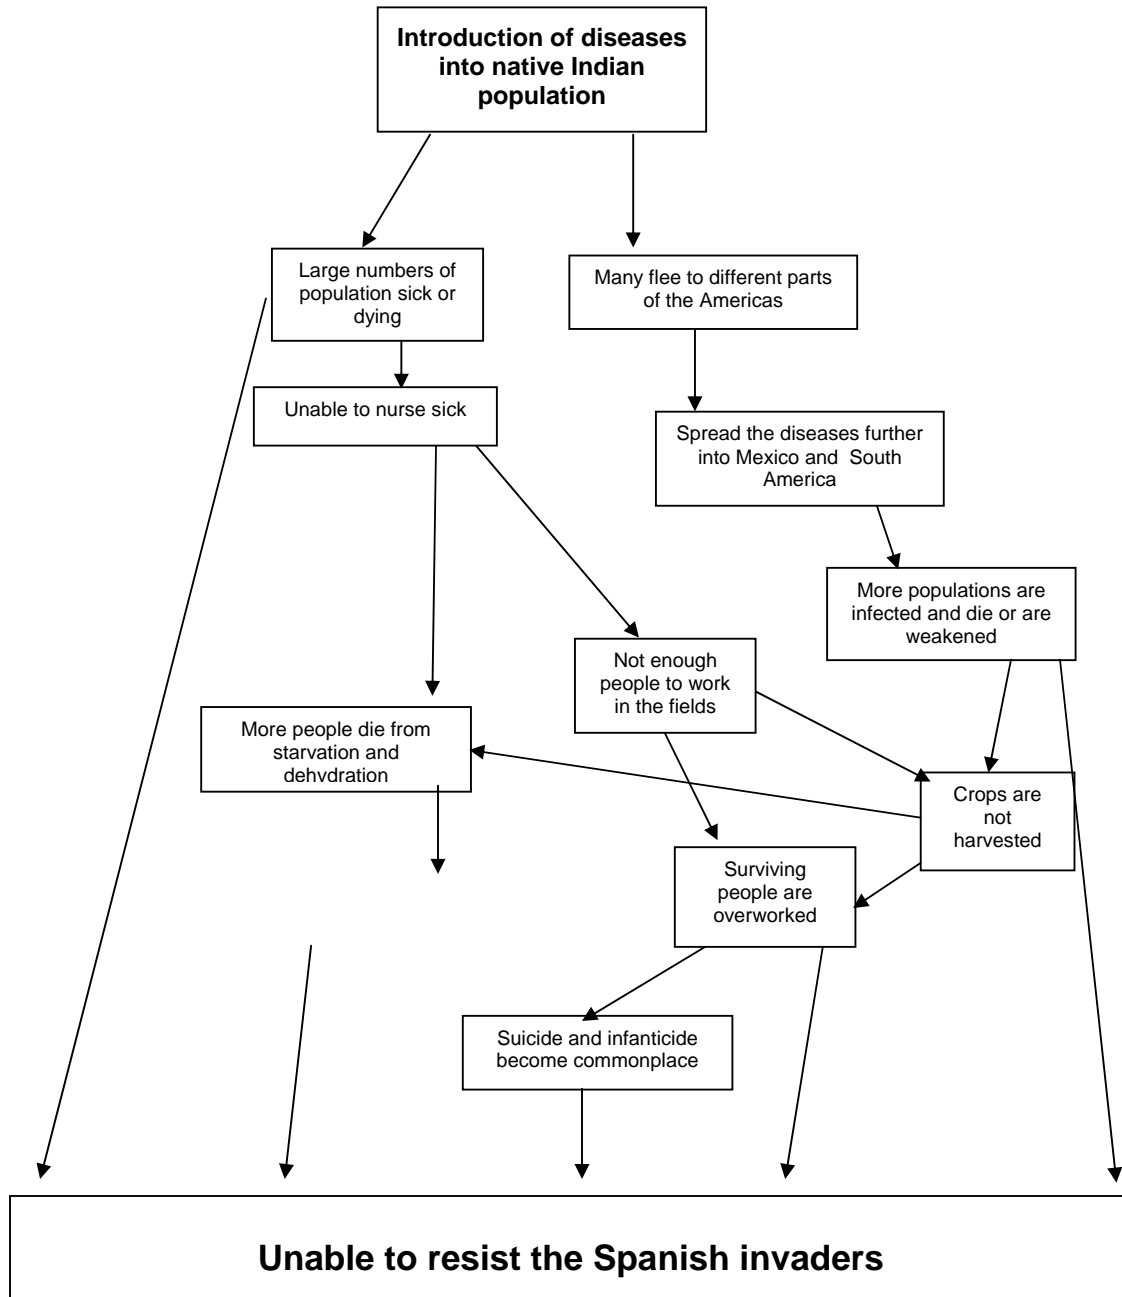 Introduction of diseases
into native Indian
population
Large numbers of
population sick or
dying
Many flee to different parts
of the Americas
Unable to nurse sick
Spread the diseases further
into Mexico and South
America
More populations are
infected and die or are
weakened
Not enough
people to work
in the fields
More people die from
starvation and
dehydration
Crops are
not
harvested
Surviving
people are
overworked
Suicide and infanticide
become commonplace
Unable to resist the Spanish invaders